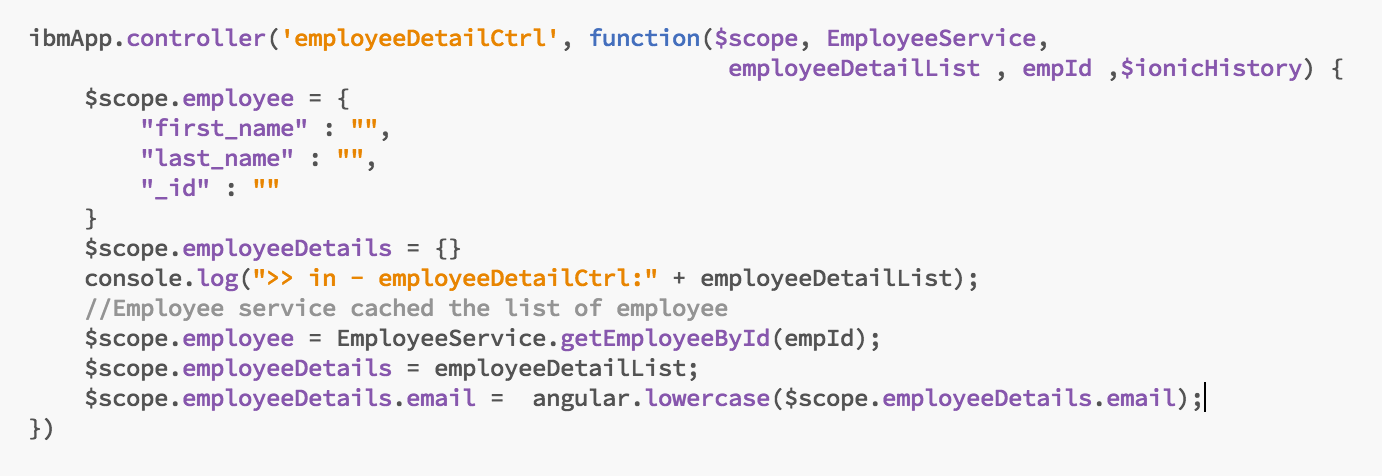 ibmApp.controller('employeeDetailCtrl', function($scope, EmployeeService,
                                                  employeeDetailList , empId ,$ionicHistory) {
    $scope.employee = {
        "first_name" : "",
        "last_name" : "",
        "_id" : ""
    }
    $scope.employeeDetails = {}
    console.log(">> in - employeeDetailCtrl:" + employeeDetailList);
    //Employee service cached the list of employee
    $scope.employee = EmployeeService.getEmployeeById(empId);
    $scope.employeeDetails = employeeDetailList;
    $scope.employeeDetails.email =  angular.lowercase($scope.employeeDetails.email);
})